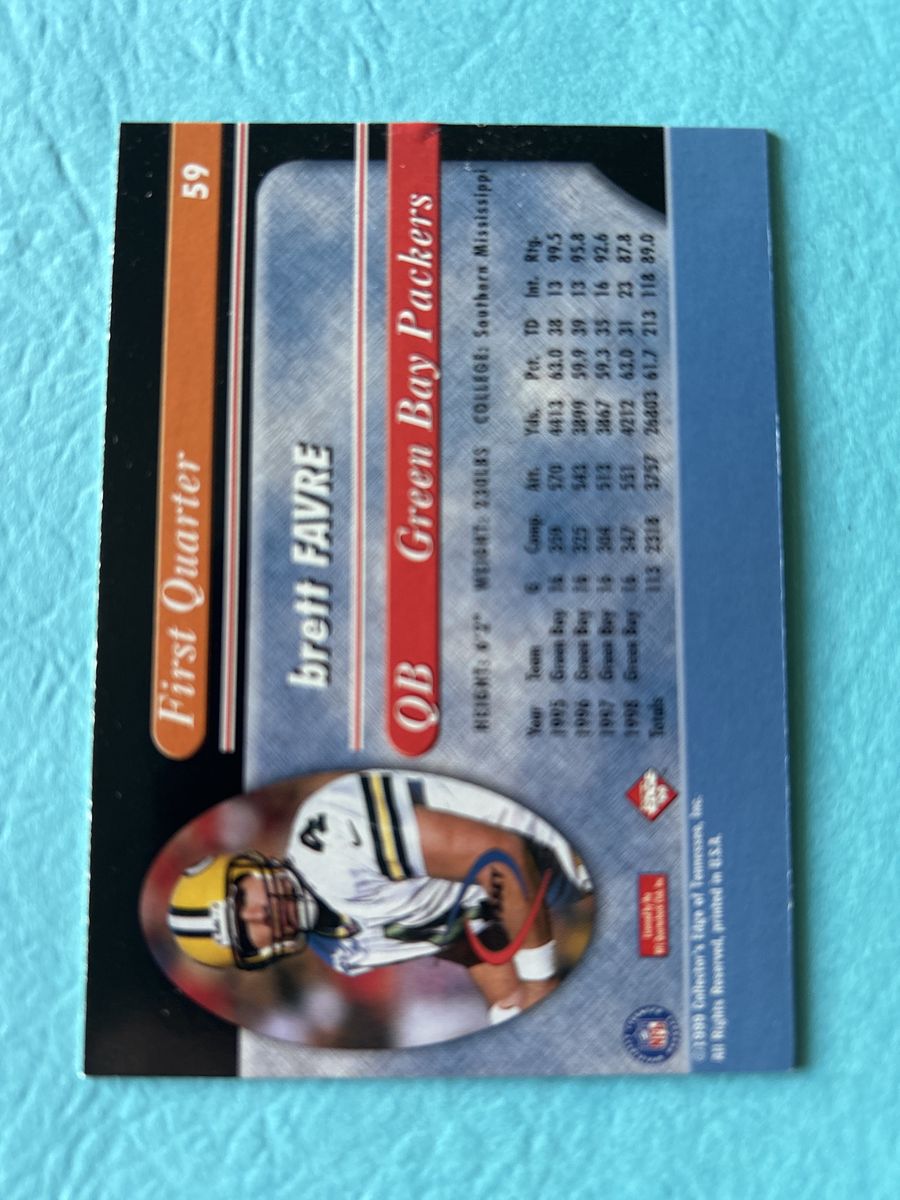 First Quarter 59
brett FAVRE
QB Green Bay Packers
HEIGHT: 6'2" WEIGHT: 230LBS COLLEGE: Southern Mississippi
Year Team G Comp. Att. Yds. Pct. TD Int. Rtg.
1995 Green Bay 16 359 570 4413 63.0 38 13 99.5
1996 Green Bay 16 325 543 3899 59.9 39 13 95.8
1997 Green Bay 16 304 513 3867 59.3 35 16 92.6
1998 Green Bay 16 347 551 4212 63.0 31 23 87.8
Totals 113 2318 3757 26803 61.7 213 118 89.0
EDGE
NFL
©1999 Collector's Edge of Tennessee, Inc.
All Rights Reserved, printed in U.S.A.